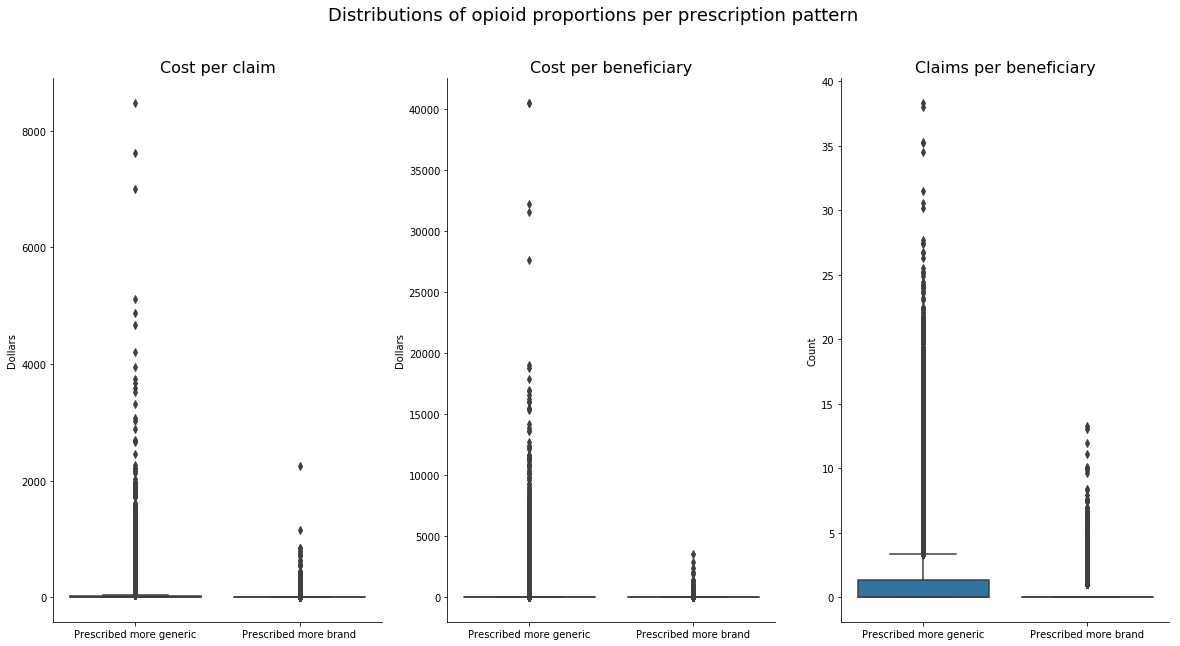 Distributions of opioid proportions per prescription pattern
Cost per claim
8000
6000
4000
2000
0
Dollars
Prescribed more generic
Prescribed more brand
Cost per beneficiary
40000
35000
30000
25000
20000
15000
10000
5000
0
Dollars
Prescribed more generic
Prescribed more brand
Claims per beneficiary
40
35
30
25
20
15
10
5
0
Count
Prescribed more generic
Prescribed more brand